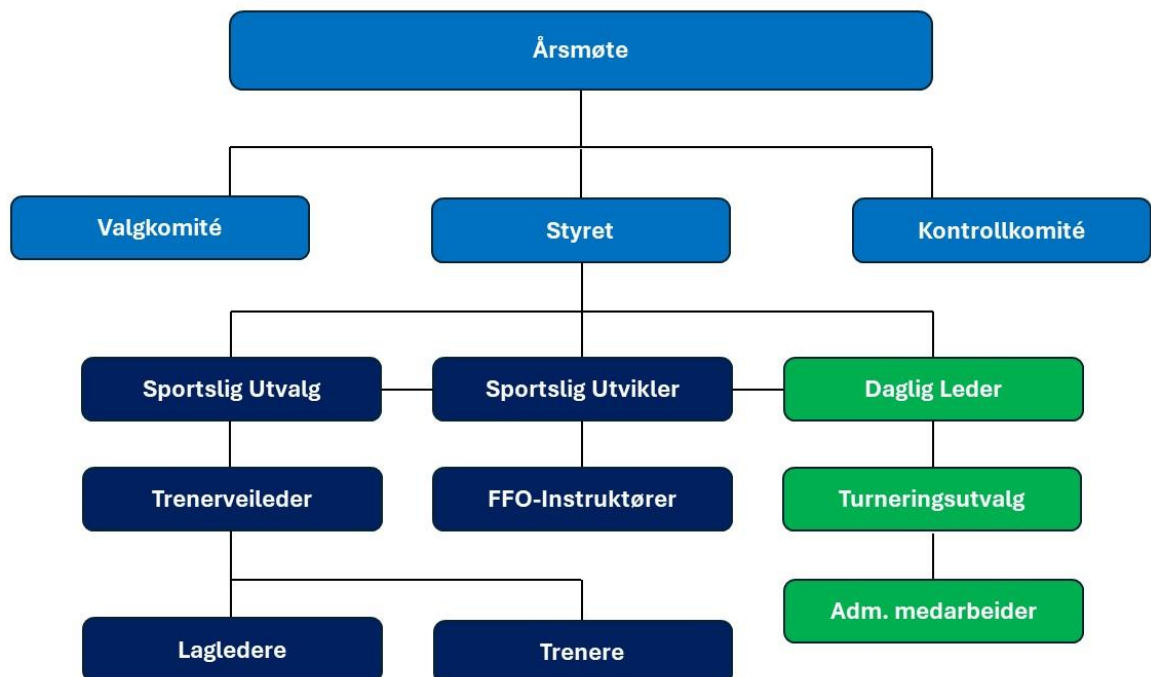 Årsmøte
Valgkomité
Styret
Kontrollkomité
Sportslig Utvalg
Sportslig Utvikler
Daglig Leder
Trenerveileder
FFO-Instruktører
Turneringsutvalg
Adm. medarbeider
Lagledere
Trenere